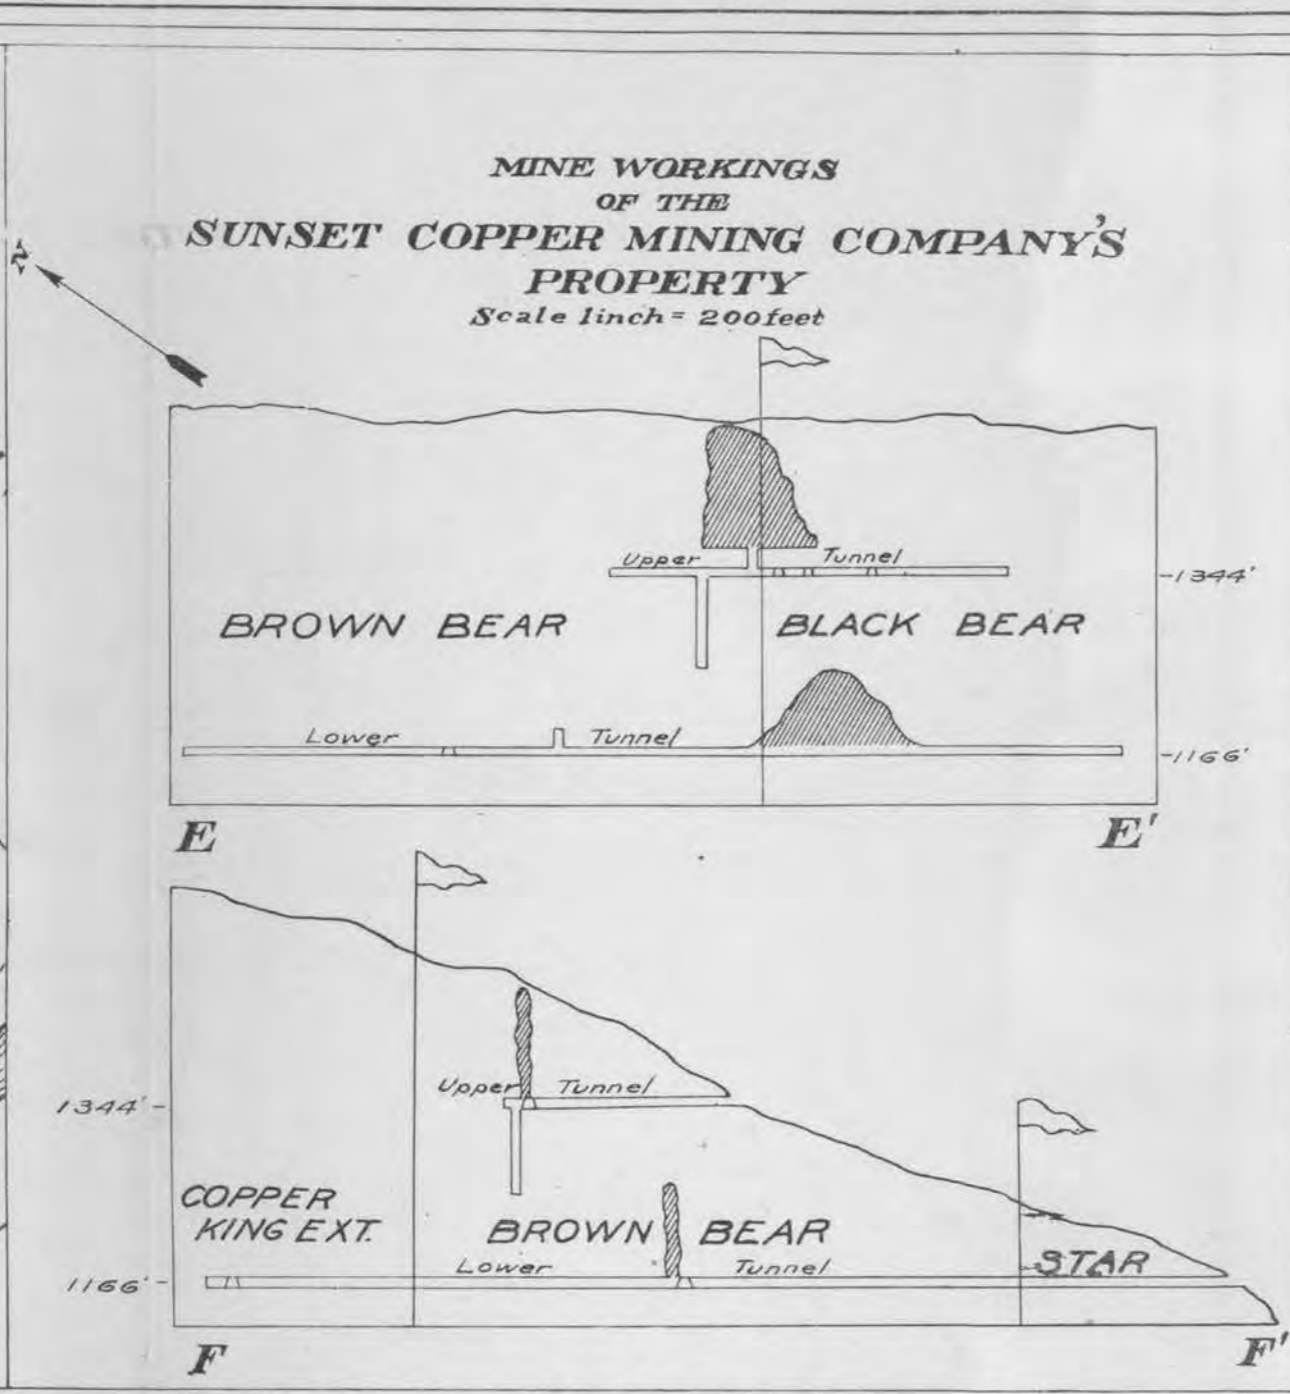 MINE WORKINGS
OF THE
SUNSET COPPER MINING COMPANY'S
PROPERTY
Scale 1inch = 200feet
N
Upper Tunnel
-1344'
BROWN BEAR BLACK BEAR
Lower Tunnel
-1166'
E E'
Upper Tunnel
1344'-
COPPER
KING EXT.
BROWN BEAR
STAR
Lower Tunnel
1166'-
F F'